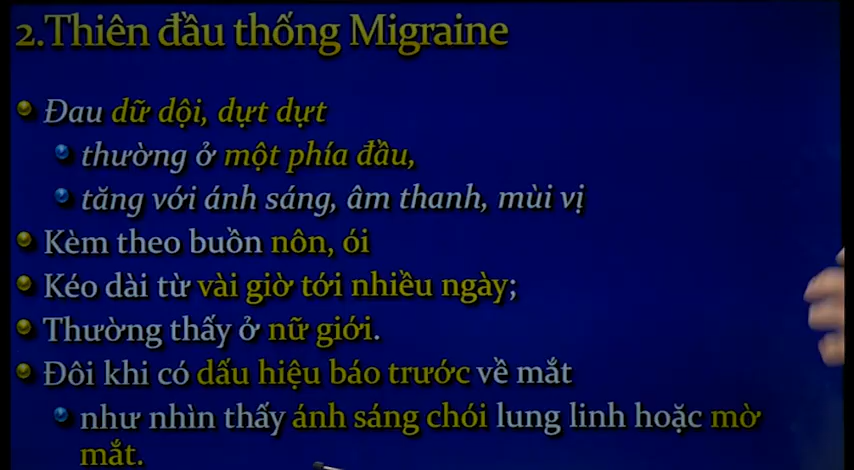 2.Thiên đầu thống Migraine
Đau dữ dội, dựt dựt
thường ở một phía đầu,
tăng với ánh sáng, âm thanh, mùi vị
Kèm theo buồn nôn, ói
Kéo dài từ vài giờ tới nhiều ngày;
Thường thấy ở nữ giới.
Đôi khi có dấu hiệu báo trước về mắt
như nhìn thấy ánh sáng chói lung linh hoặc mờ
mắt.